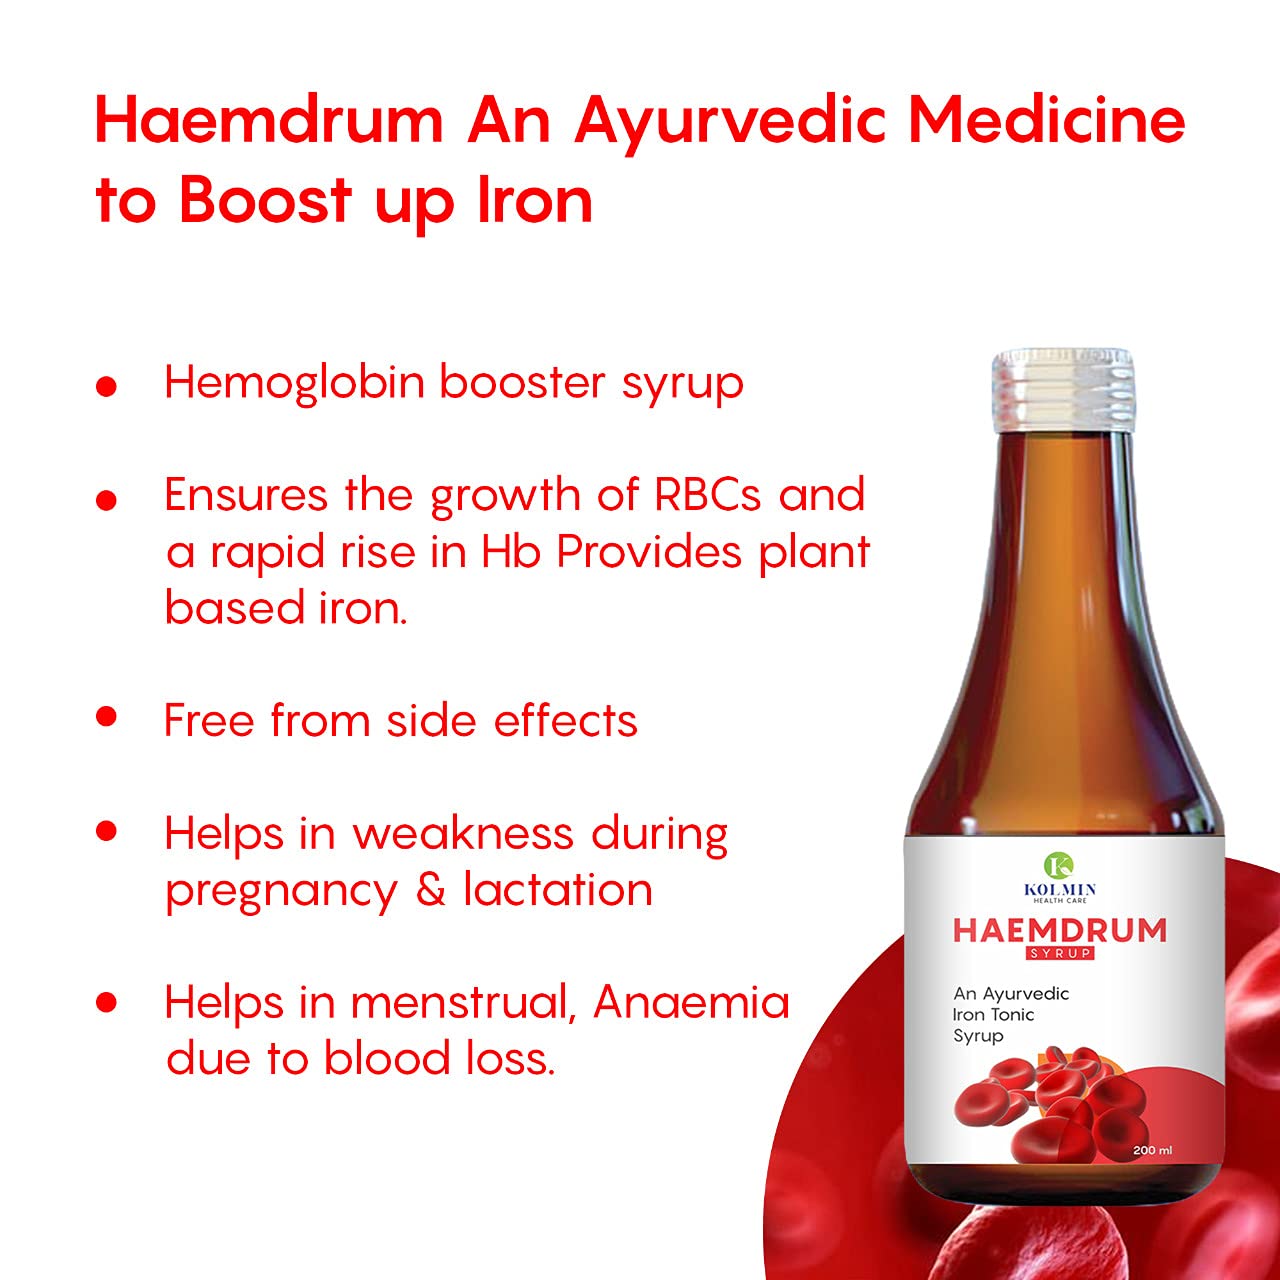 Haemdrum An Ayurvedic Medicine
to Boost up Iron
Hemoglobin booster syrup
Ensures the growth of RBCs and
a rapid rise in Hb Provides plant
based iron.
Free from side effects
Helps in weakness during
pregnancy & lactation
Helps in menstrual, Anaemia
due to blood loss.
K
KOLMIN
HEALTH CARE
HAEMDRUM
SYRUP
An Ayurvedic
Iron Tonic
Syrup
200 ml